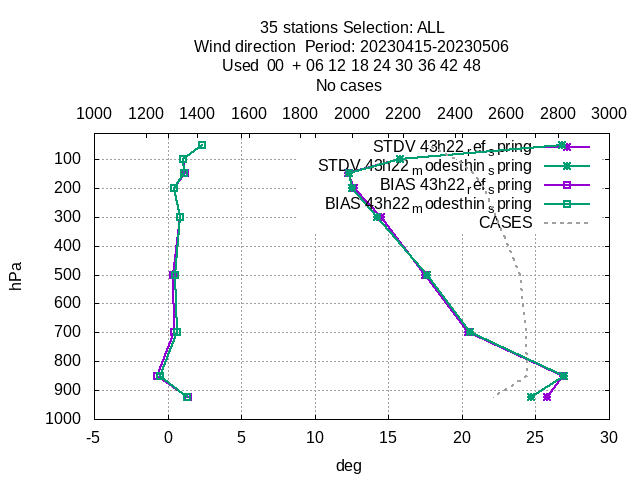 35 stations Selection: ALL
Wind direction  Period: 20230415-20230506
Used  00  + 06 12 18 24 30 36 42 48
No cases
1000 1200 1400 1600 1800 2000 2200 2400 2600 2800 3000
STDV 43h22_ref_spring
STDV 43h22_modesthin_spring
BIAS 43h22_ref_spring
BIAS 43h22_modesthin_spring
CASES
100
200
300
400
500
600
700
800
900
1000
hPa
-5 0 5 10 15 20 25 30
deg